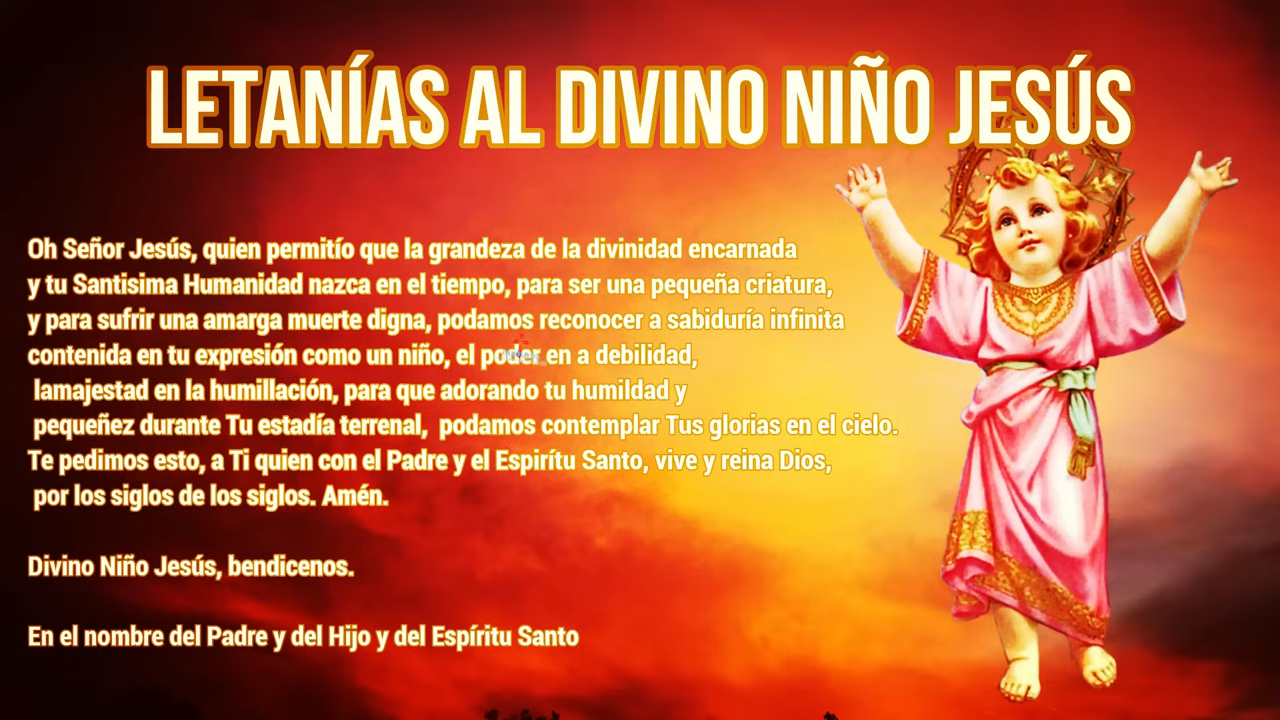 LETANÍAS AL DIVINO NIÑO JESÚS
Oh Señor Jesús, quien permitío que la grandeza de la divinidad encarnada
y tu Santisima Humanidad nazca en el tiempo, para ser una pequeña criatura,
y para sufrir una amarga muerte digna, podamos reconocer a sabiduría infinita
contenida en tu expresión como un niño, el poder en a debilidad,
lamajestad en la humillación, para que adorando tu humildad y
pequeñez durante Tu estadía terrenal, podamos contemplar Tus glorias en el cielo.
Te pedimos esto, a Ti quien con el Padre y el Espirítu Santo, vive y reina Dios,
por los siglos de los siglos. Amén.
Divino Niño Jesús, bendicenos.
En el nombre del Padre y del Hijo y del Espíritu Santo